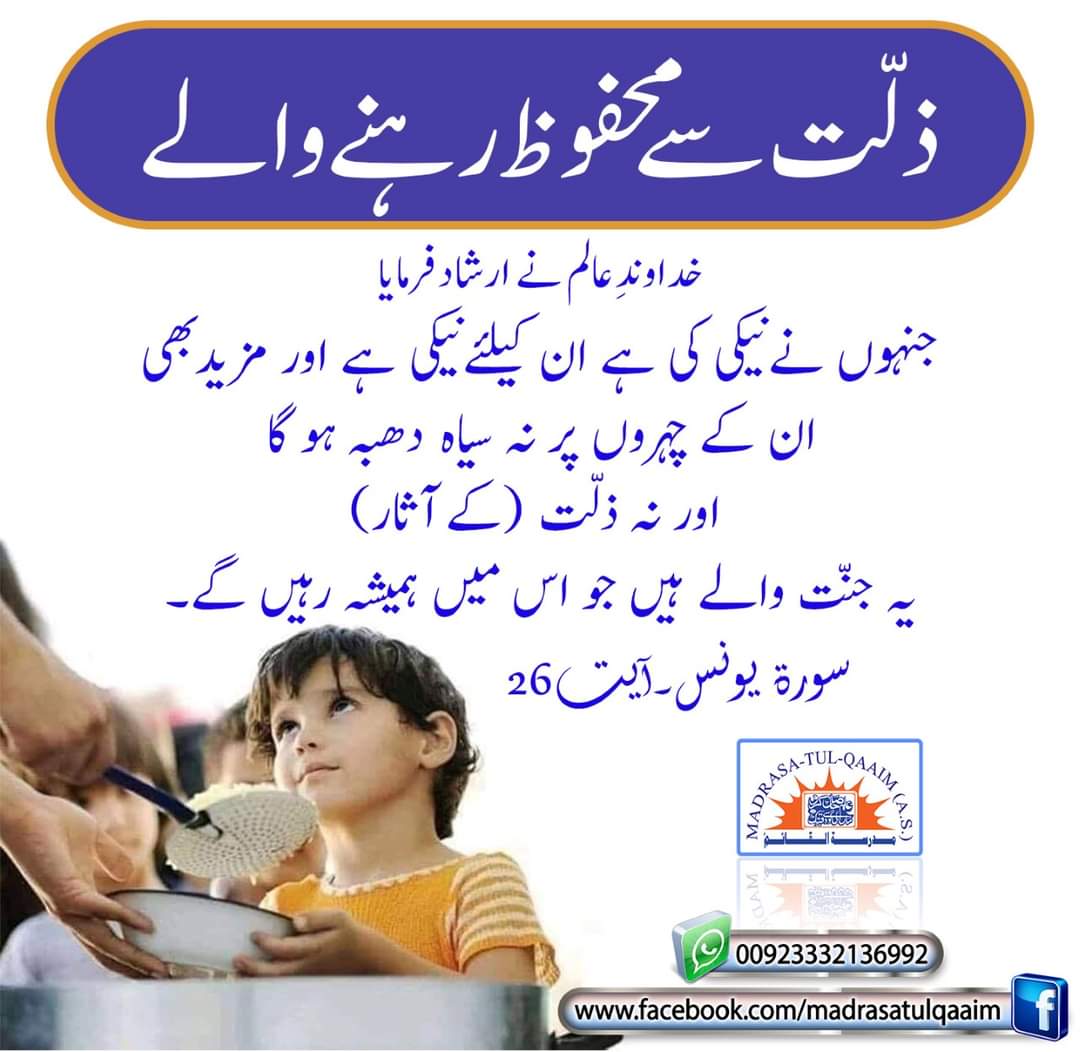 ذلّت سے محفوظ رہنے والے
خداوندِ عالم نے ارشاد فرمایا
جنہوں نے نیکی کی ہے ان کیلئے نیکی ہے اور مزید بھی
ان کے چہروں پر نہ سیاہ دھبہ ہو گا
اور نہ ذلّت (کے آثار)
یہ جنّت والے ہیں جو اس میں ہمیشہ رہیں گے۔
سورۃ یونس۔آیت 26
MADRASA-TUL-QAAIM (A.S.)
مدرسة القائم
00923332136992
www.facebook.com/madrasatulqaaim